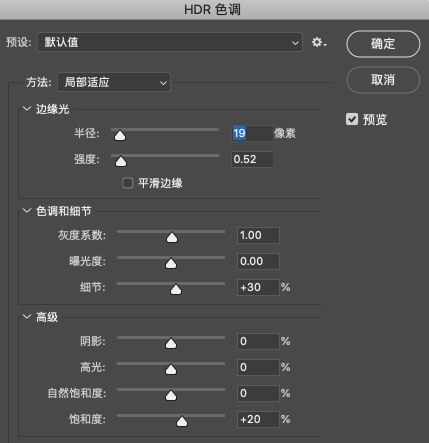 HDR 色调
预设: 默认值
确定
方法: 局部适应
取消
预览
边缘光
半径: 19 像素
强度: 0.52
平滑边缘
色调和细节
灰度系数: 1.00
曝光度: 0.00
细节: +30 %
高级
阴影: 0 %
高光: 0 %
自然饱和度: 0 %
饱和度: +20 %